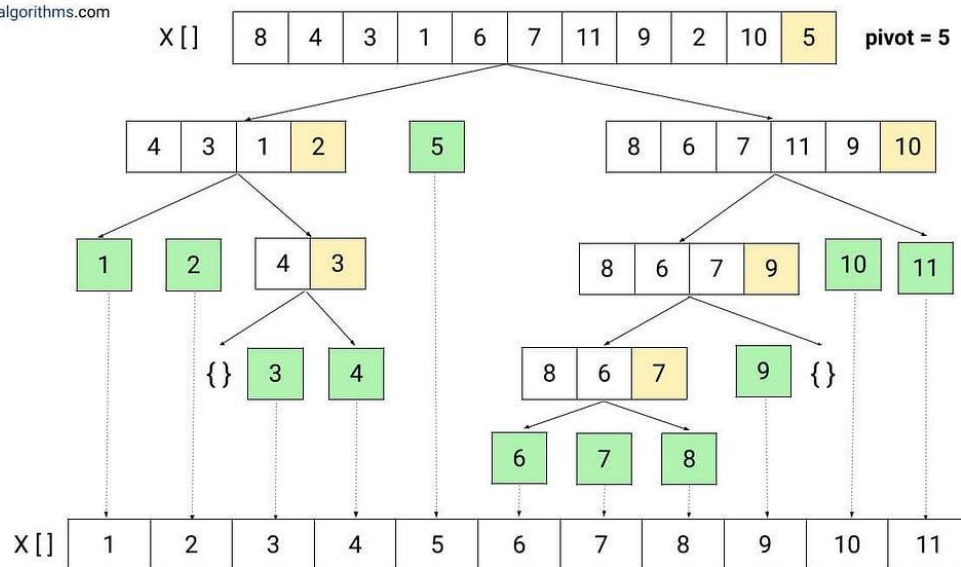 algorithms.com
X [ ] 8 4 3 1 6 7 11 9 2 10 5 pivot = 5
4 3 1 2 5 8 6 7 11 9 10
1 2 4 3 8 6 7 9 10 11
{ } 3 4 8 6 7 9 { }
6 7 8
X [ ] 1 2 3 4 5 6 7 8 9 10 11